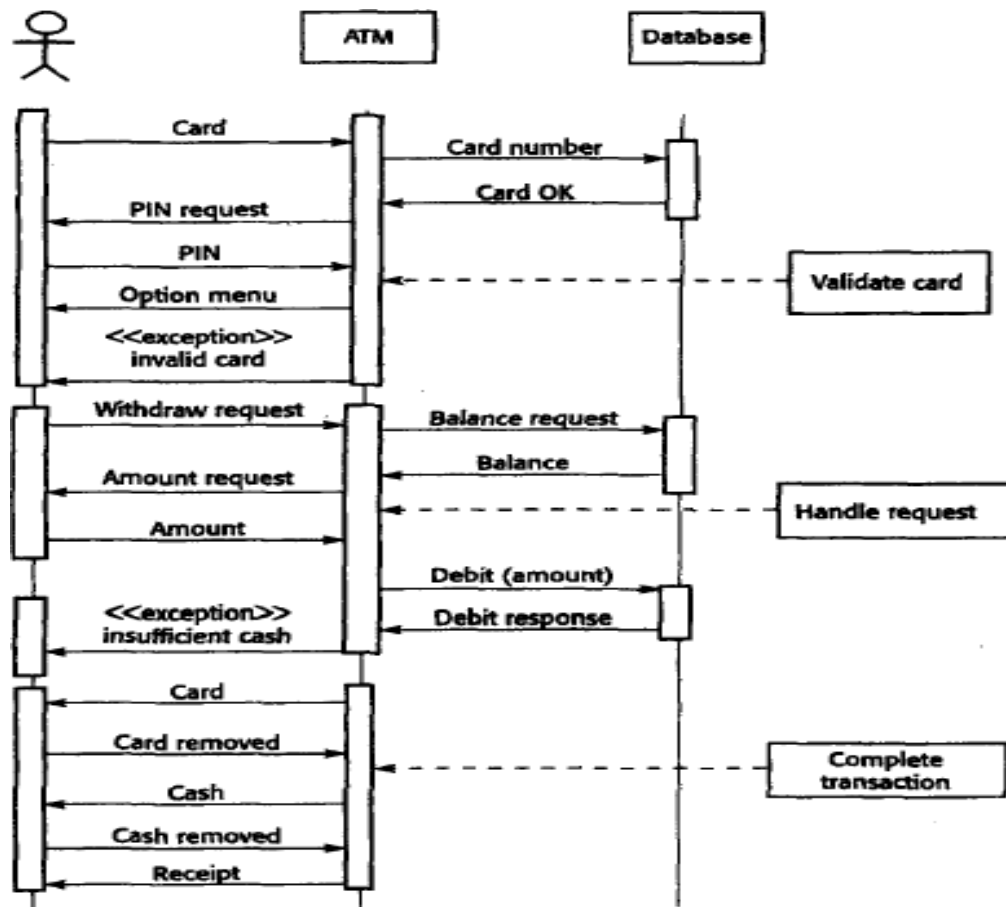 ATM
Database
Card
Card number
Card OK
PIN request
PIN
Validate card
Option menu
<<exception>>
invalid card
Withdraw request
Balance request
Balance
Amount request
Handle request
Amount
Debit (amount)
<<exception>>
insufficient cash
Debit response
Card
Card removed
Complete
transaction
Cash
Cash removed
Receipt